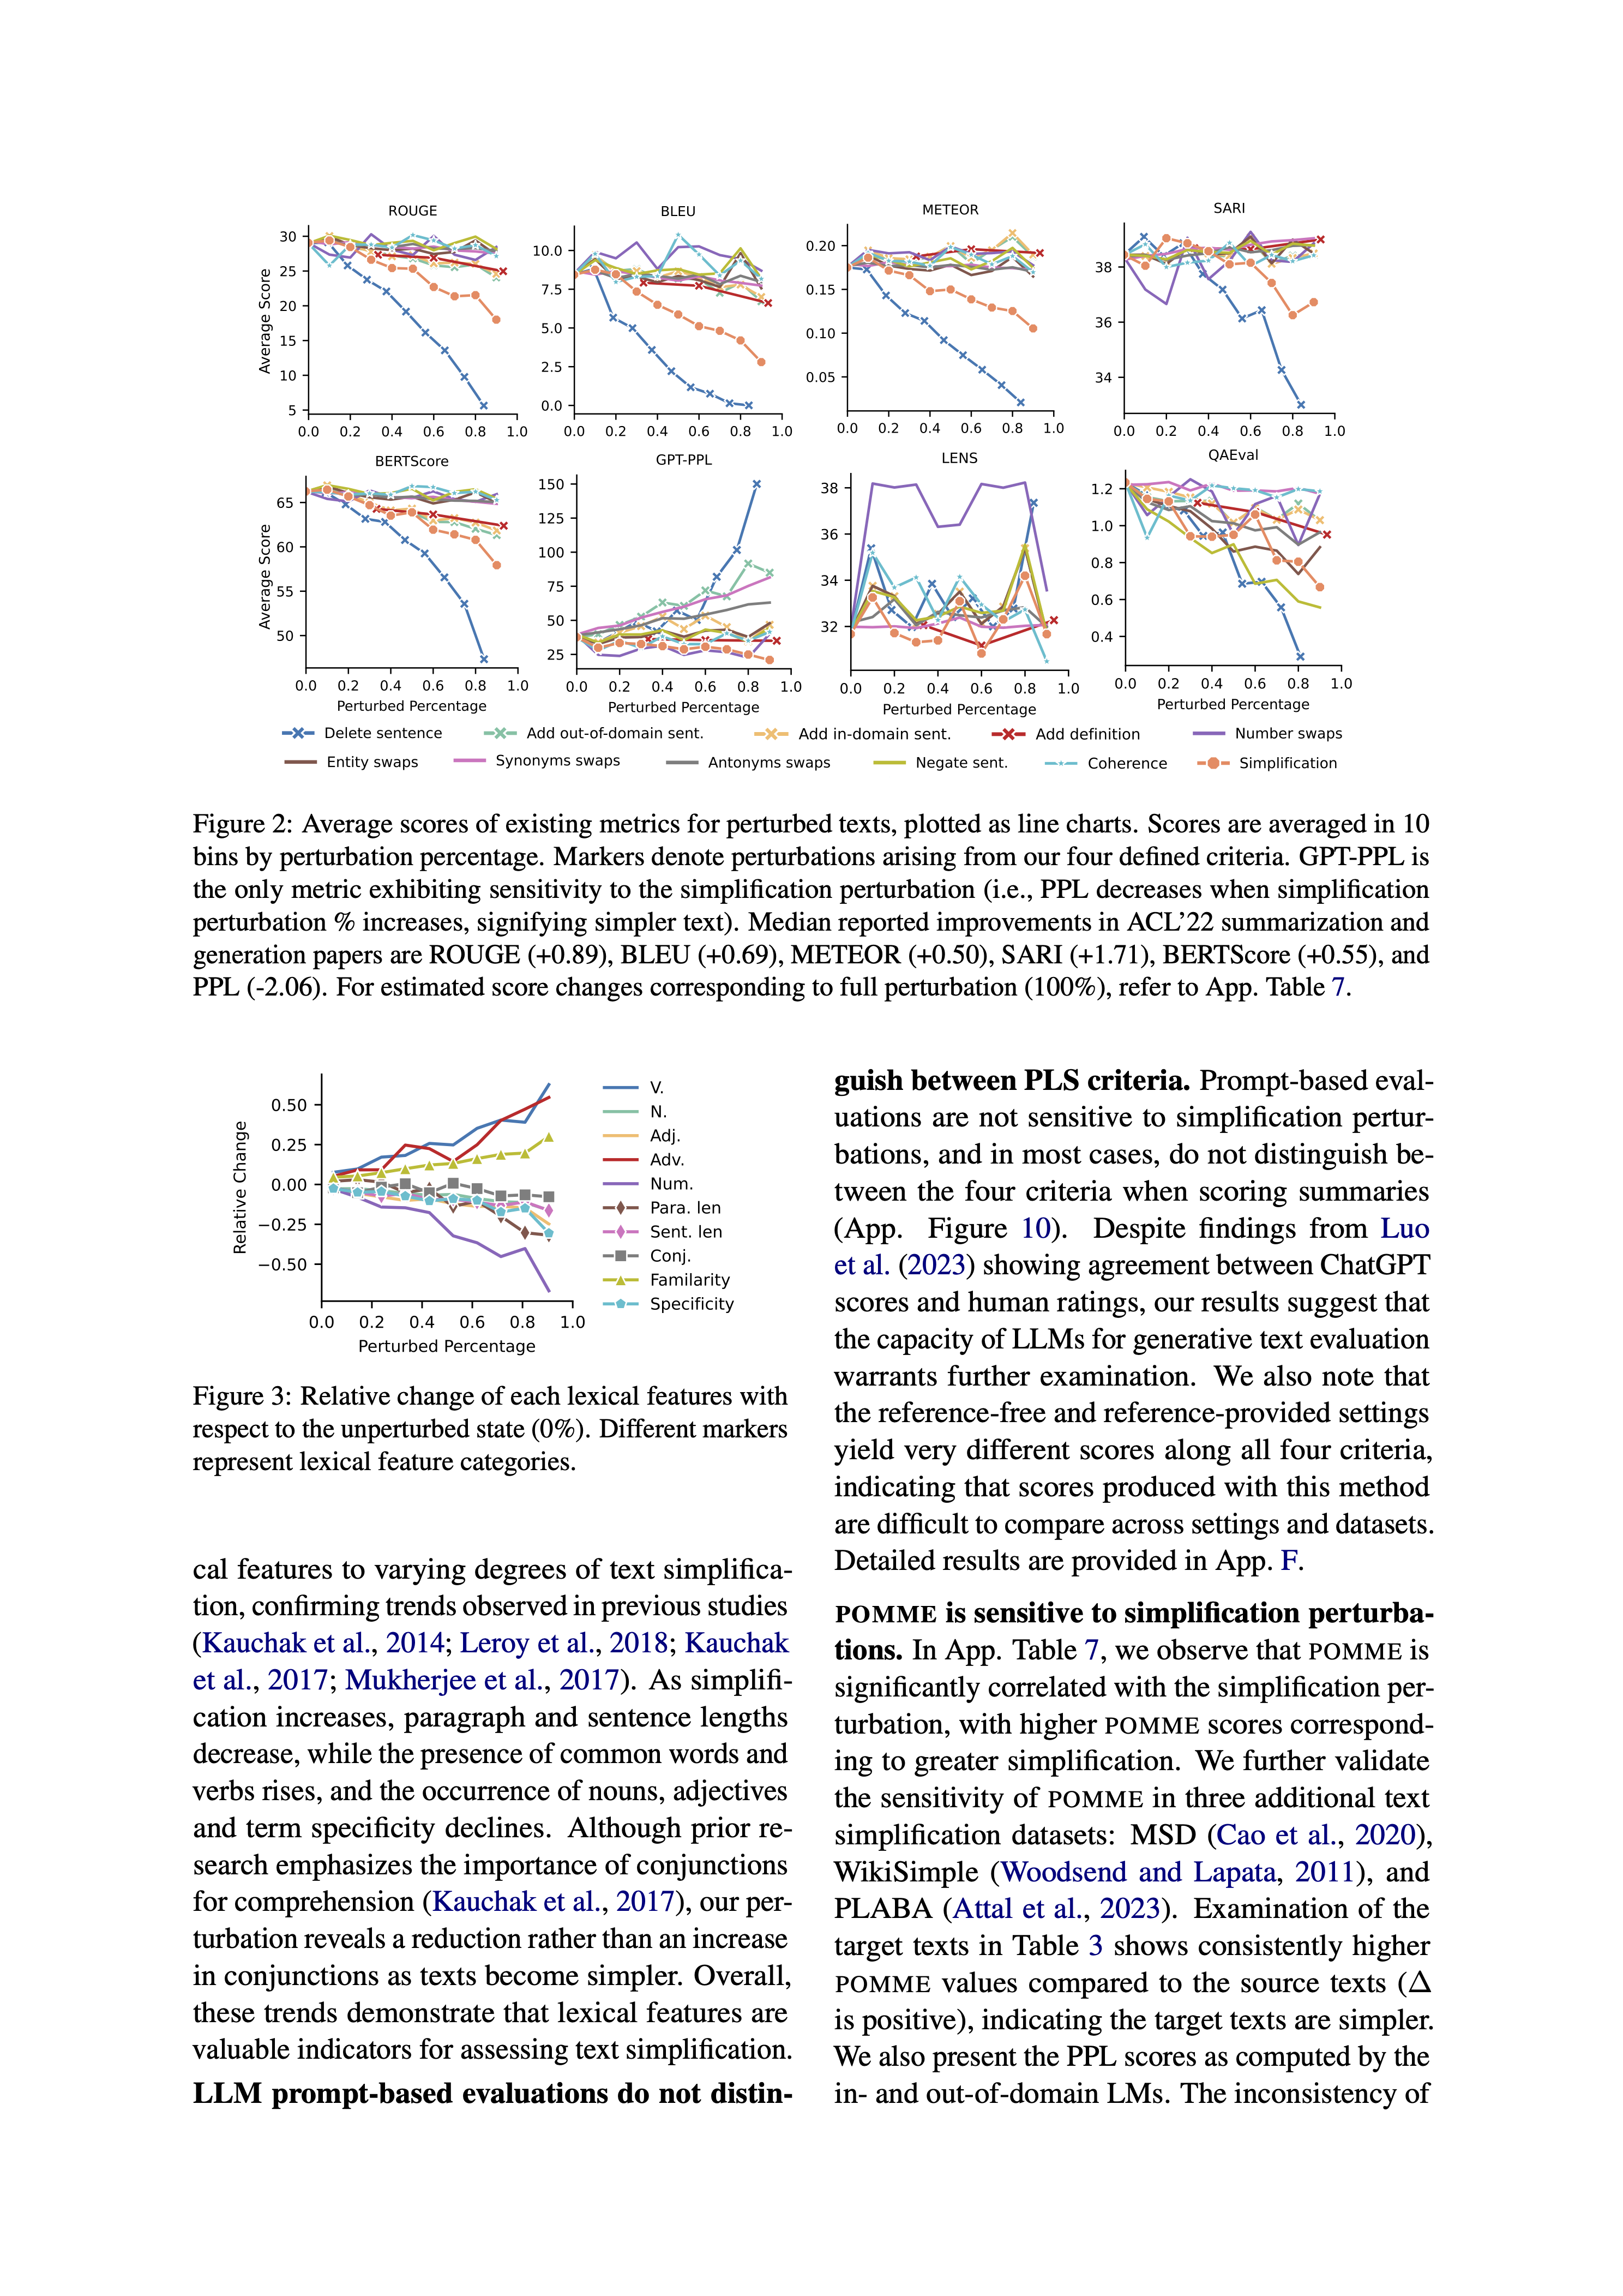 ROUGE
BLEU
METEOR
SARI
Average Score
30
25
20
15
10
5
0.0 0.2 0.4 0.6 0.8 1.0
10.0
7.5
5.0
2.5
0.0
0.0 0.2 0.4 0.6 0.8 1.0
0.20
0.15
0.10
0.05
0.0 0.2 0.4 0.6 0.8 1.0
38
36
34
0.0 0.2 0.4 0.6 0.8 1.0
BERTScore
GPT-PPL
LENS
QAEval
Average Score
65
60
55
50
0.0 0.2 0.4 0.6 0.8 1.0
Perturbed Percentage
150
125
100
75
50
25
0.0 0.2 0.4 0.6 0.8 1.0
Perturbed Percentage
38
36
34
32
0.0 0.2 0.4 0.6 0.8 1.0
Perturbed Percentage
1.2
1.0
0.8
0.6
0.4
0.0 0.2 0.4 0.6 0.8 1.0
Perturbed Percentage
Delete sentence Add out-of-domain sent. Add in-domain sent. Add definition Number swaps
Entity swaps Synonyms swaps Antonyms swaps Negate sent. Coherence Simplification
Figure 2: Average scores of existing metrics for perturbed texts, plotted as line charts. Scores are averaged in 10
bins by perturbation percentage. Markers denote perturbations arising from our four defined criteria. GPT-PPL is
the only metric exhibiting sensitivity to the simplification perturbation (i.e., PPL decreases when simplification
perturbation % increases, signifying simpler text). Median reported improvements in ACL’22 summarization and
generation papers are ROUGE (+0.89), BLEU (+0.69), METEOR (+0.50), SARI (+1.71), BERTScore (+0.55), and
PPL (-2.06). For estimated score changes corresponding to full perturbation (100%), refer to App. Table 7.
Relative Change
0.50
0.25
0.00
−0.25
−0.50
0.0 0.2 0.4 0.6 0.8 1.0
Perturbed Percentage
V.
N.
Adj.
Adv.
Num.
Para. len
Sent. len
Conj.
Familarity
Specificity
Figure 3: Relative change of each lexical features with
respect to the unperturbed state (0%). Different markers
represent lexical feature categories.
cal features to varying degrees of text simplifica-
tion, confirming trends observed in previous studies
(Kauchak et al., 2014; Leroy et al., 2018; Kauchak
et al., 2017; Mukherjee et al., 2017). As simplifi-
cation increases, paragraph and sentence lengths
decrease, while the presence of common words and
verbs rises, and the occurrence of nouns, adjectives
and term specificity declines. Although prior re-
search emphasizes the importance of conjunctions
for comprehension (Kauchak et al., 2017), our per-
turbation reveals a reduction rather than an increase
in conjunctions as texts become simpler. Overall,
these trends demonstrate that lexical features are
valuable indicators for assessing text simplification.
LLM prompt-based evaluations do not distin-
guish between PLS criteria. Prompt-based eval-
uations are not sensitive to simplification pertur-
bations, and in most cases, do not distinguish be-
tween the four criteria when scoring summaries
(App. Figure 10). Despite findings from Luo
et al. (2023) showing agreement between ChatGPT
scores and human ratings, our results suggest that
the capacity of LLMs for generative text evaluation
warrants further examination. We also note that
the reference-free and reference-provided settings
yield very different scores along all four criteria,
indicating that scores produced with this method
are difficult to compare across settings and datasets.
Detailed results are provided in App. F.
POMME is sensitive to simplification perturba-
tions. In App. Table 7, we observe that POMME is
significantly correlated with the simplification per-
turbation, with higher POMME scores correspond-
ing to greater simplification. We further validate
the sensitivity of POMME in three additional text
simplification datasets: MSD (Cao et al., 2020),
WikiSimple (Woodsend and Lapata, 2011), and
PLABA (Attal et al., 2023). Examination of the
target texts in Table 3 shows consistently higher
POMME values compared to the source texts (Δ
is positive), indicating the target texts are simpler.
We also present the PPL scores as computed by the
in- and out-of-domain LMs. The inconsistency of